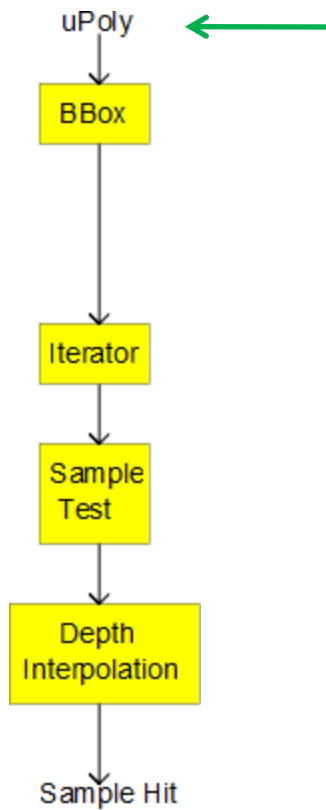 uPoly
BBox
Iterator
Sample
Test
Depth
Interpolation
Sample Hit